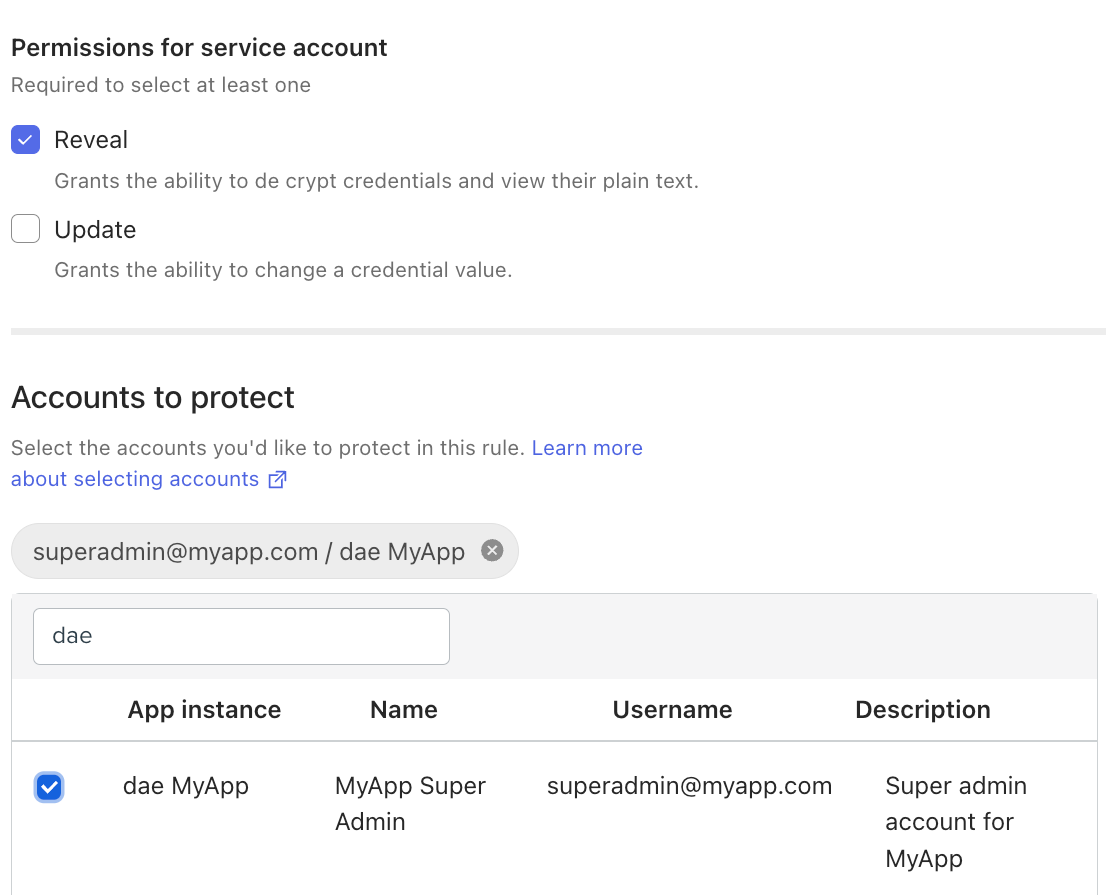 Permissions for service account
Required to select at least one
Reveal
Grants the ability to de crypt credentials and view their plain text.
Update
Grants the ability to change a credential value.
Accounts to protect
Select the accounts you'd like to protect in this rule. Learn more
about selecting accounts
superadmin@myapp.com / dae MyApp
dae
App instance Name Username Description
dae MyApp MyApp Super superadmin@myapp.com Super admin
Admin account for
MyApp